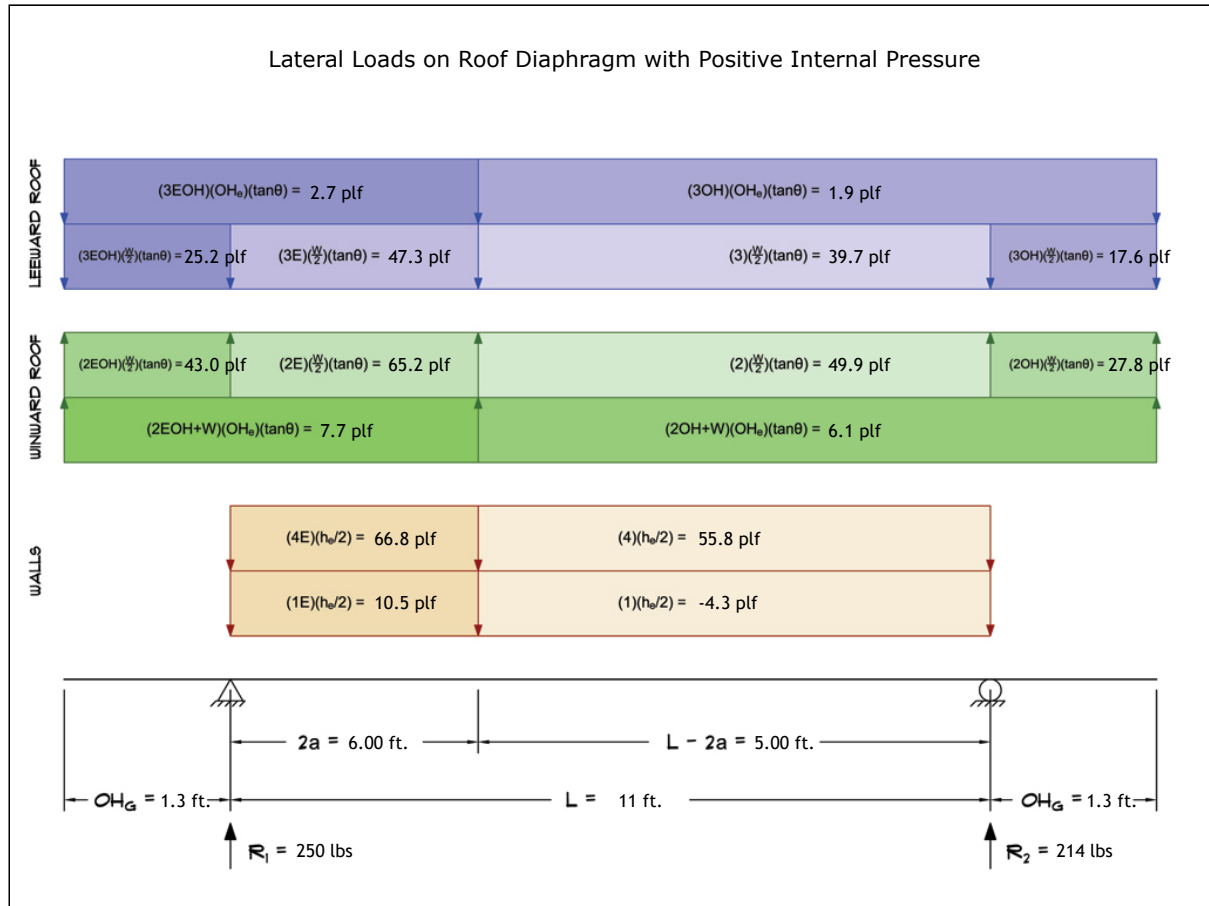 Lateral Loads on Roof Diaphragm with Positive Internal Pressure
LEEWARD ROOF
(3EOH)(OHₑ)(tanθ) = 2.7 plf
(3OH)(OHₑ)(tanθ) = 1.9 plf
(3EOH)(W/2)(tanθ) = 25.2 plf
(3E)(W/2)(tanθ) = 47.3 plf
(3)(W/2)(tanθ) = 39.7 plf
(3OH)(W/2)(tanθ) = 17.6 plf
WINWARD ROOF
(2EOH)(W/2)(tanθ) = 43.0 plf
(2E)(W/2)(tanθ) = 65.2 plf
(2)(W/2)(tanθ) = 49.9 plf
(2OH)(W/2)(tanθ) = 27.8 plf
(2EOH+W)(OHₑ)(tanθ) = 7.7 plf
(2OH+W)(OHₑ)(tanθ) = 6.1 plf
WALLS
(4E)(hₑ/2) = 66.8 plf
(4)(hₑ/2) = 55.8 plf
(1E)(hₑ/2) = 10.5 plf
(1)(hₑ/2) = -4.3 plf
2a = 6.00 ft.
L - 2a = 5.00 ft.
OH_G = 1.3 ft.
L = 11 ft.
OH_G = 1.3 ft.
R₁ = 250 lbs
R₂ = 214 lbs